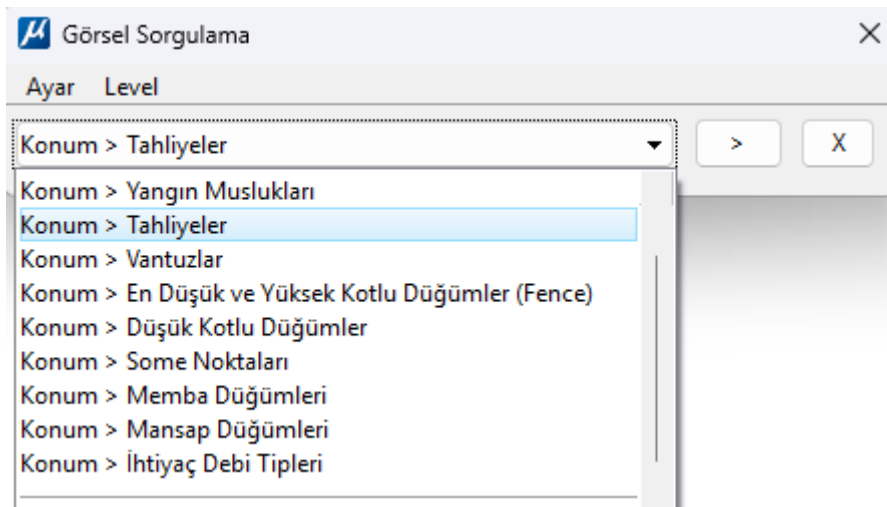 Görsel Sorgulama
Ayar Level
Konum > Tahliyeler
> X
Konum > Yangın Muslukları
Konum > Tahliyeler
Konum > Vantuzlar
Konum > En Düşük ve Yüksek Kotlu Düğümler (Fence)
Konum > Düşük Kotlu Düğümler
Konum > Some Noktaları
Konum > Memba Düğümleri
Konum > Mansap Düğümleri
Konum > İhtiyaç Debi Tipleri